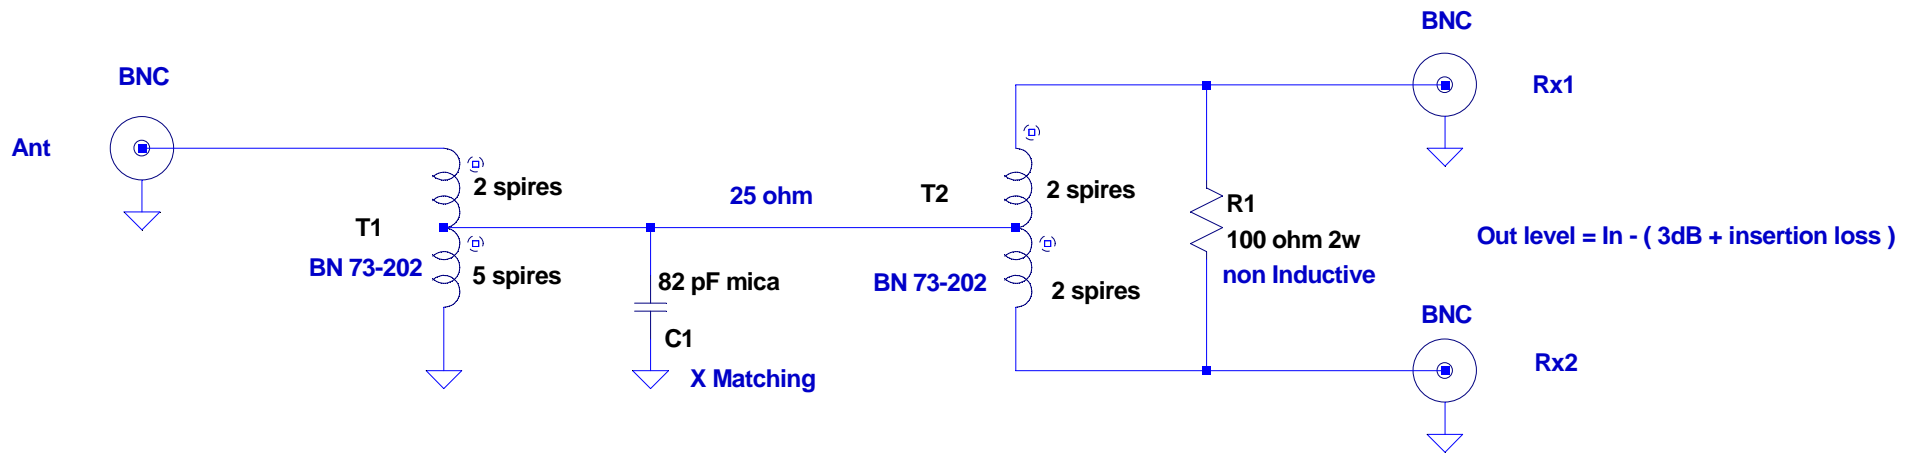 BNC
Ant
2 spires
T1
BN 73-202
5 spires
25 ohm
82 pF mica
C1
X Matching
T2
2 spires
BN 73-202
2 spires
R1
100 ohm 2w
non Inductive
BNC
Rx1
Out level = In - ( 3dB + insertion loss )
BNC
Rx2